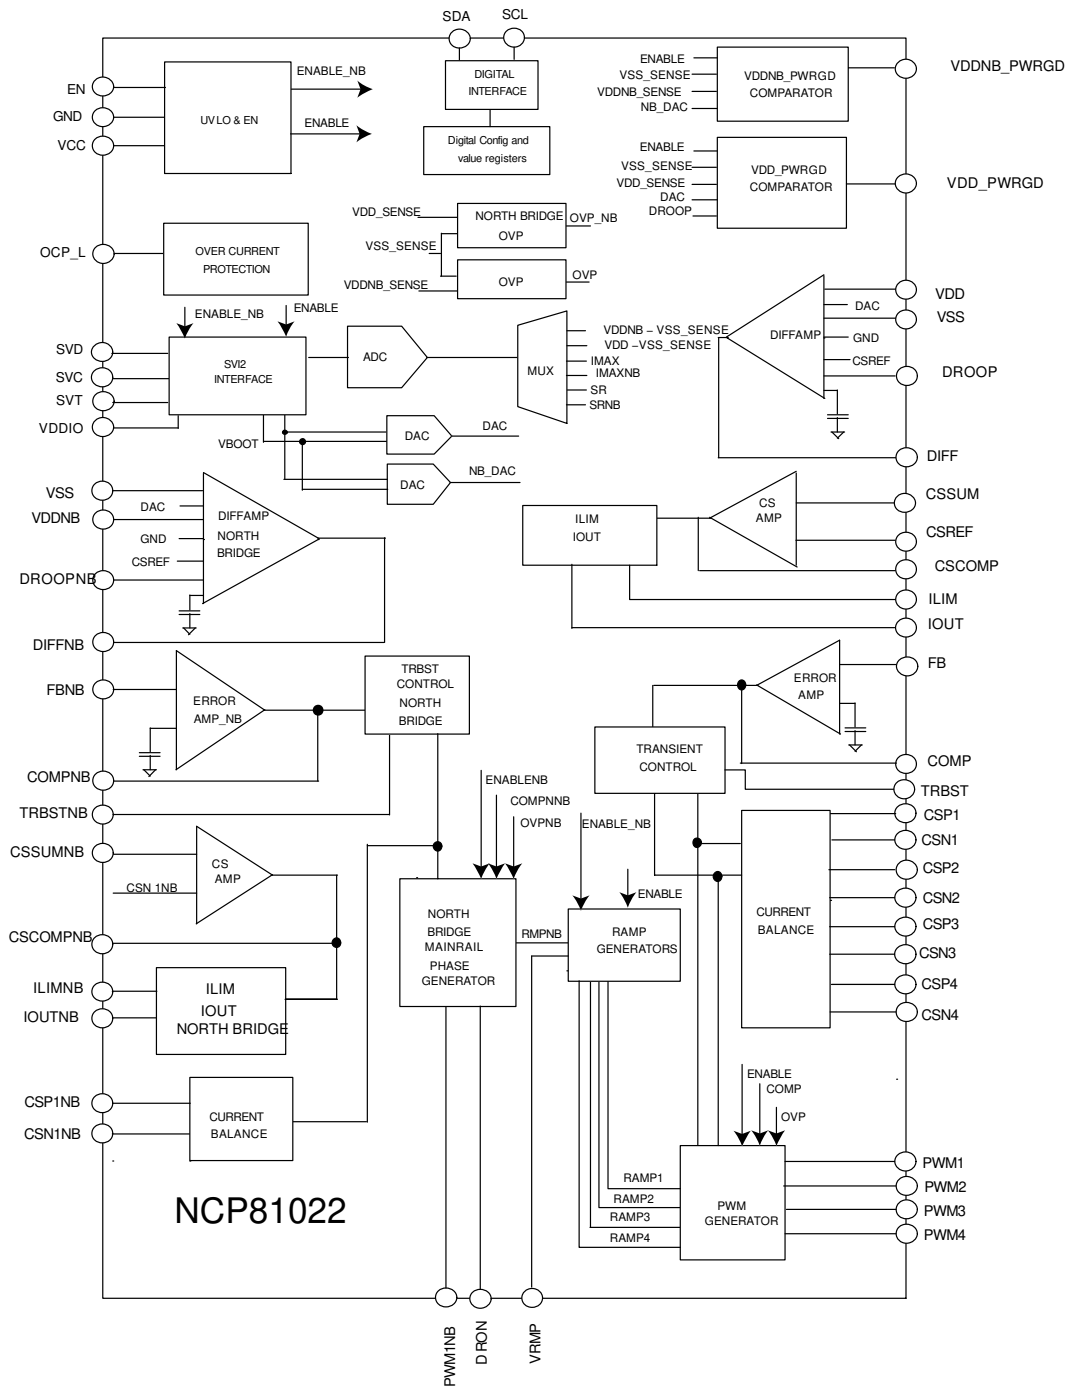 SDA
SCL
EN
GND
VCC
UVLO & EN
ENABLE_NB
ENABLE
DIGITAL
INTERFACE
Digital Config and
value registers
ENABLE
VSS_SENSE
VDDNB_SENSE
NB_DAC
VDDNB_PWRGD
COMPARATOR
VDDNB_PWRGD
ENABLE
VSS_SENSE
VDD_SENSE
DAC
DROOP
VDD_PWRGD
COMPARATOR
VDD_PWRGD
OCP_L
OVER CURRENT
PROTECTION
VDD_SENSE
VSS_SENSE
VDDNB_SENSE
NORTH BRIDGE
OVP
OVP_NB
OVP
OVP
ENABLE_NB
ENABLE
SVD
SVC
SVT
VDDIO
SVI2
INTERFACE
ADC
MUX
VDDNB – VSS_SENSE
VDD –VSS_SENSE
IMAX
IMAXNB
SR
SRNB
VBOOT
DAC
DAC
DAC
NB_DAC
DIFFAMP
DAC
GND
CSREF
VDD
VSS
DROOP
DIFF
VSS
VDDNB
DROOPNB
DIFFNB
DAC
GND
CSREF
DIFFAMP
NORTH
BRIDGE
ILIM
IOUT
CS
AMP
CSSUM
CSREF
CSCOMP
ILIM
IOUT
FBNB
ERROR
AMP_NB
TRBST
CONTROL
NORTH
BRIDGE
COMPNB
TRBSTNB
ERROR
AMP
FB
TRANSIENT
CONTROL
COMP
TRBST
CSSUMNB
CSN 1NB
CS
AMP
CSCOMPNB
ENABLENB
COMPNNB
OVPNB
ENABLE_NB
ENABLE
NORTH
BRIDGE
MAINRAIL
PHASE
GENERATOR
RMPNB
RAMP
GENERATORS
CURRENT
BALANCE
CSP1
CSN1
CSP2
CSN2
CSP3
CSN3
CSP4
CSN4
ILIMNB
IOUTNB
ILIM
IOUT
NORTH BRIDGE
CSP1NB
CSN1NB
CURRENT
BALANCE
ENABLE
COMP
OVP
RAMP1
RAMP2
RAMP3
RAMP4
PWM
GENERATOR
PWM1
PWM2
PWM3
PWM4
NCP81022
PWM1NB
DRON
VRMP